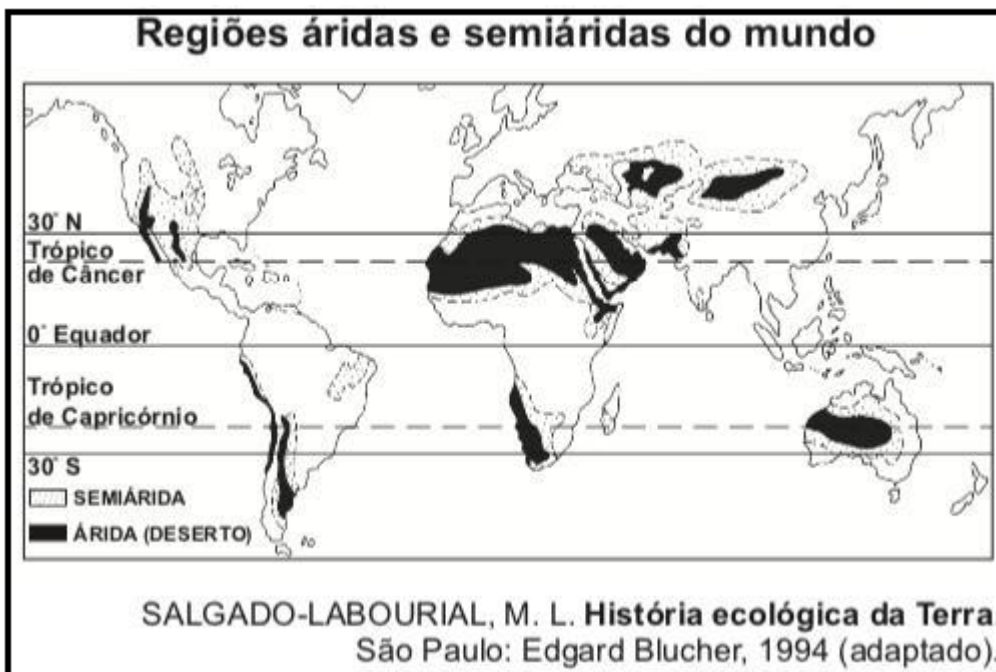 Regiões áridas e semiáridas do mundo
30° N
Trópico
de Câncer
0° Equador
Trópico
de Capricórnio
30° S
SEMIÁRIDA
ÁRIDA (DESERTO)
SALGADO-LABOURIAL, M. L. História ecológica da Terra.
São Paulo: Edgard Blucher, 1994 (adaptado).